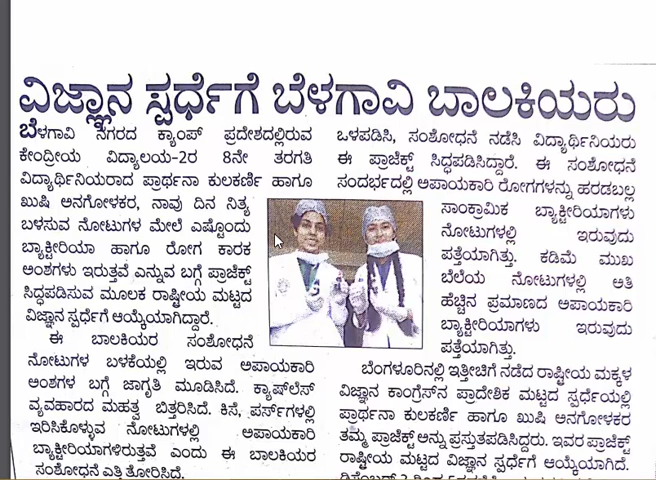 ವಿಜ್ಞಾನ ಸ್ಪರ್ಧೆಗೆ ಬೆಳಗಾವಿ ಬಾಲಕಿಯರು
ಬೆಳಗಾವಿ ನಗರದ ಕ್ಯಾಂಪ್ ಪ್ರದೇಶದಲ್ಲಿರುವ
ಕೇಂದ್ರೀಯ ವಿದ್ಯಾಲಯ-2ರ 8ನೇ ತರಗತಿ
ವಿದ್ಯಾರ್ಥಿನಿಯರಾದ ಪ್ರಾರ್ಥನಾ ಕುಲಕರ್ಣಿ ಹಾಗೂ
ಖುಷಿ ಅನಗೋಳಕರ, ನಾವು ದಿನ ನಿತ್ಯ
ಬಳಸುವ ನೋಟುಗಳ ಮೇಲೆ ಎಷ್ಟೊಂದು
ಬ್ಯಾಕ್ಟೀರಿಯಾ ಹಾಗೂ ರೋಗ ಕಾರಕ
ಅಂಶಗಳು ಇರುತ್ತವೆ ಎನ್ನುವ ಬಗ್ಗೆ ಪ್ರಾಜೆಕ್ಟ್
ಸಿದ್ಧಪಡಿಸುವ ಮೂಲಕ ರಾಷ್ಟ್ರೀಯ ಮಟ್ಟದ
ವಿಜ್ಞಾನ ಸ್ಪರ್ಧೆಗೆ ಆಯ್ಕೆಯಾಗಿದ್ದಾರೆ.
ಈ ಬಾಲಕಿಯರ ಸಂಶೋಧನೆ
ನೋಟುಗಳ ಬಳಕೆಯಲ್ಲಿ ಇರುವ ಅಪಾಯಕಾರಿ
ಅಂಶಗಳ ಬಗ್ಗೆ ಜಾಗೃತಿ ಮೂಡಿಸಿದೆ. ಕ್ಯಾಷ್‌ಲೆಸ್
ವ್ಯವಹಾರದ ಮಹತ್ವ ಬಿತ್ತರಿಸಿದೆ. ಕಿಸೆ, ಪರ್ಸ್‌ಗಳಲ್ಲಿ
ಇರಿಸಿಕೊಳ್ಳುವ ನೋಟುಗಳಲ್ಲಿ ಅಪಾಯಕಾರಿ
ಬ್ಯಾಕ್ಟೀರಿಯಾಗಳಿರುತ್ತವೆ ಎಂದು ಈ ಬಾಲಕಿಯರ
ಸಂಶೋಧನೆ ಎತ್ತಿ ತೋರಿಸಿದೆ.
ಒಳಪಡಿಸಿ, ಸಂಶೋಧನೆ ನಡೆಸಿ ವಿದ್ಯಾರ್ಥಿನಿಯರು
ಈ ಪ್ರಾಜೆಕ್ಟ್ ಸಿದ್ಧಪಡಿಸಿದ್ದಾರೆ. ಈ ಸಂಶೋಧನೆ
ಸಂದರ್ಭದಲ್ಲಿ ಅಪಾಯಕಾರಿ ರೋಗಗಳನ್ನು ಹರಡಬಲ್ಲ
ಸಾಂಕ್ರಾಮಿಕ ಬ್ಯಾಕ್ಟೀರಿಯಾಗಳು
ನೋಟುಗಳಲ್ಲಿ ಇರುವುದು
ಪತ್ತೆಯಾಗಿತ್ತು. ಕಡಿಮೆ ಮುಖ
ಬೆಲೆಯ ನೋಟುಗಳಲ್ಲಿ ಅತಿ
ಹೆಚ್ಚಿನ ಪ್ರಮಾಣದ ಅಪಾಯಕಾರಿ
ಬ್ಯಾಕ್ಟೀರಿಯಾಗಳು ಇರುವುದು
ಪತ್ತೆಯಾಗಿತ್ತು.
ಬೆಂಗಳೂರಿನಲ್ಲಿ ಇತ್ತೀಚಿಗೆ ನಡೆದ ರಾಷ್ಟ್ರೀಯ ಮಕ್ಕಳ
ವಿಜ್ಞಾನ ಕಾಂಗ್ರೆಸ್‌ನ ಪ್ರಾದೇಶಿಕ ಮಟ್ಟದ ಸ್ಪರ್ಧೆಯಲ್ಲಿ
ಪ್ರಾರ್ಥನಾ ಕುಲಕರ್ಣಿ ಹಾಗೂ ಖುಷಿ ಅನಗೋಳಕರ
ತಮ್ಮ ಪ್ರಾಜೆಕ್ಟ್ ಅನ್ನು ಪ್ರಸ್ತುತಪಡಿಸಿದ್ದರು. ಇವರ ಪ್ರಾಜೆಕ್ಟ್
ರಾಷ್ಟ್ರೀಯ ಮಟ್ಟದ ವಿಜ್ಞಾನ ಸ್ಪರ್ಧೆಗೆ ಆಯ್ಕೆಯಾಗಿದೆ.